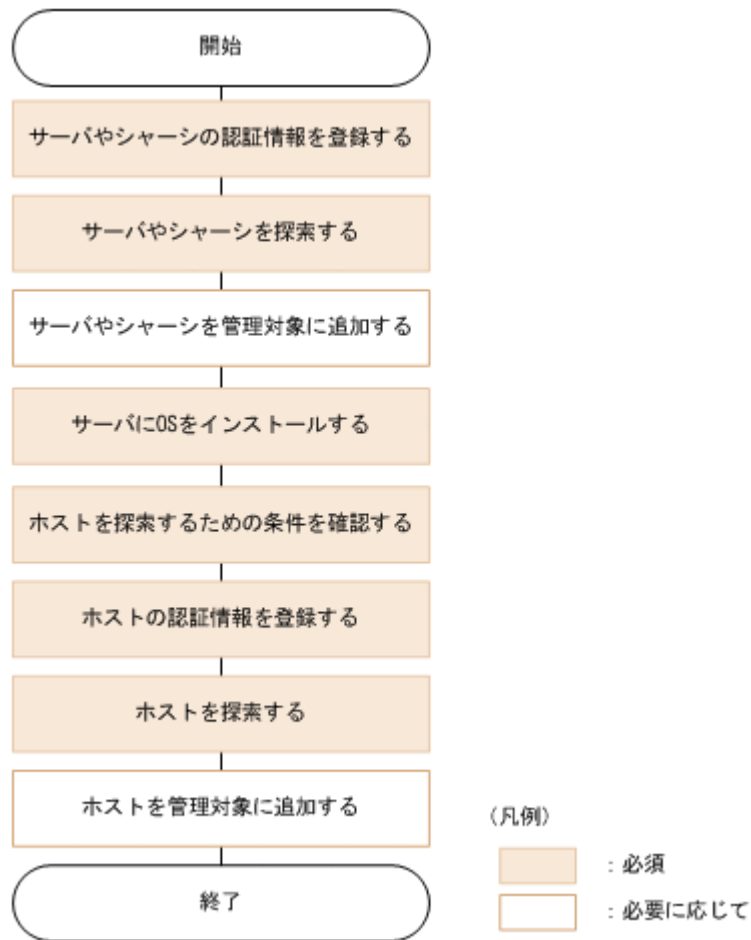 開始
サーバやシャーシの認証情報を登録する
サーバやシャーシを探索する
サーバやシャーシを管理対象に追加する
サーバにOSをインストールする
ホストを探索するための条件を確認する
ホストの認証情報を登録する
ホストを探索する
ホストを管理対象に追加する
終了
（凡例）
：必須
：必要に応じて